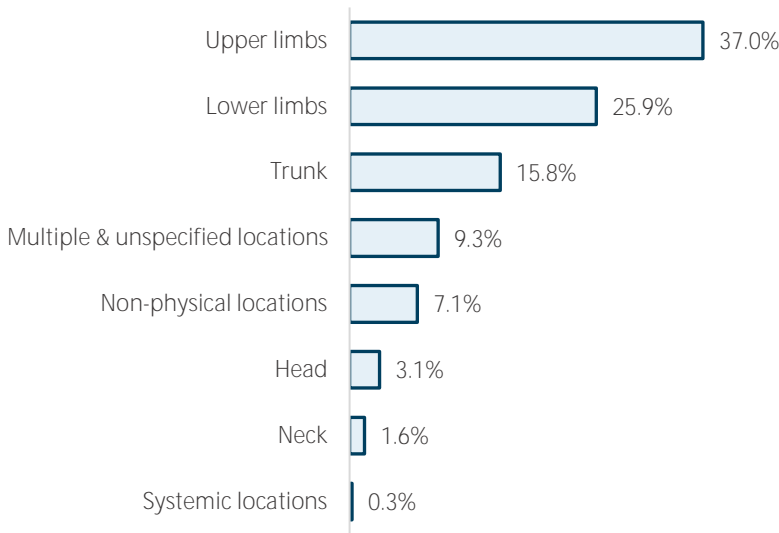 Upper limbs 37.0%
Lower limbs 25.9%
Trunk 15.8%
Multiple & unspecified locations 9.3%
Non-physical locations 7.1%
Head 3.1%
Neck 1.6%
Systemic locations 0.3%